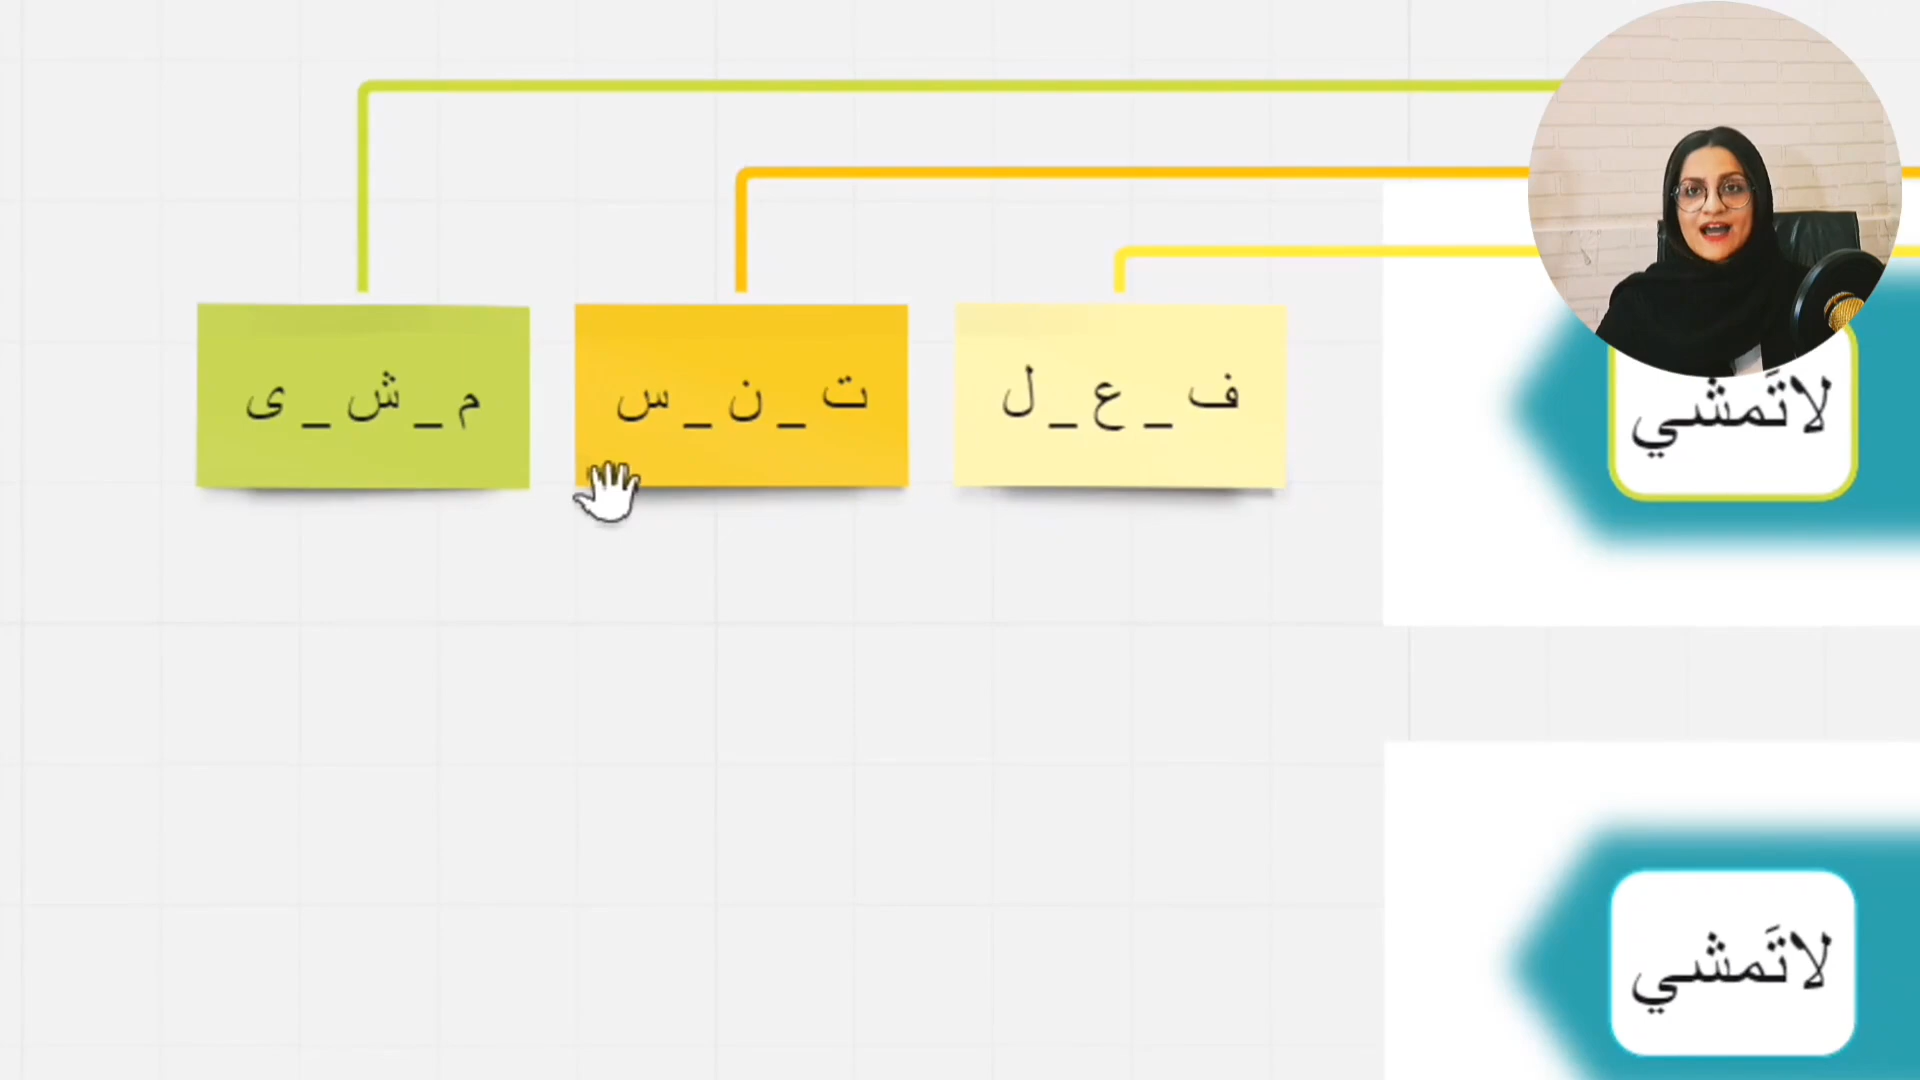 ف _ ع _ ل
ت _ ن _ س
م _ ش _ ی
لاتَمشي
لاتَمشي